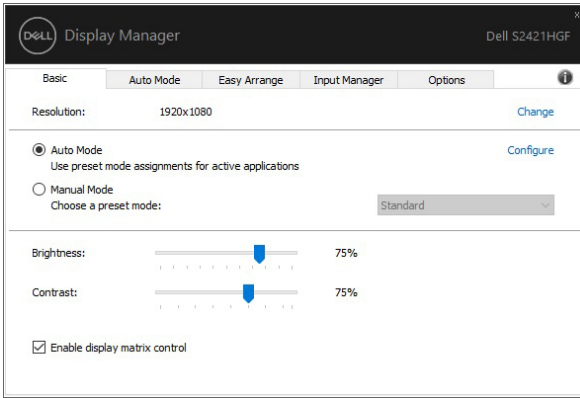 DELL Display Manager
Dell S2421HGF
Basic
Auto Mode
Easy Arrange
Input Manager
Options
Resolution:
1920x1080
Change
Auto Mode
Configure
Use preset mode assignments for active applications
Manual Mode
Choose a preset mode:
Standard
Brightness:
75%
Contrast:
75%
Enable display matrix control